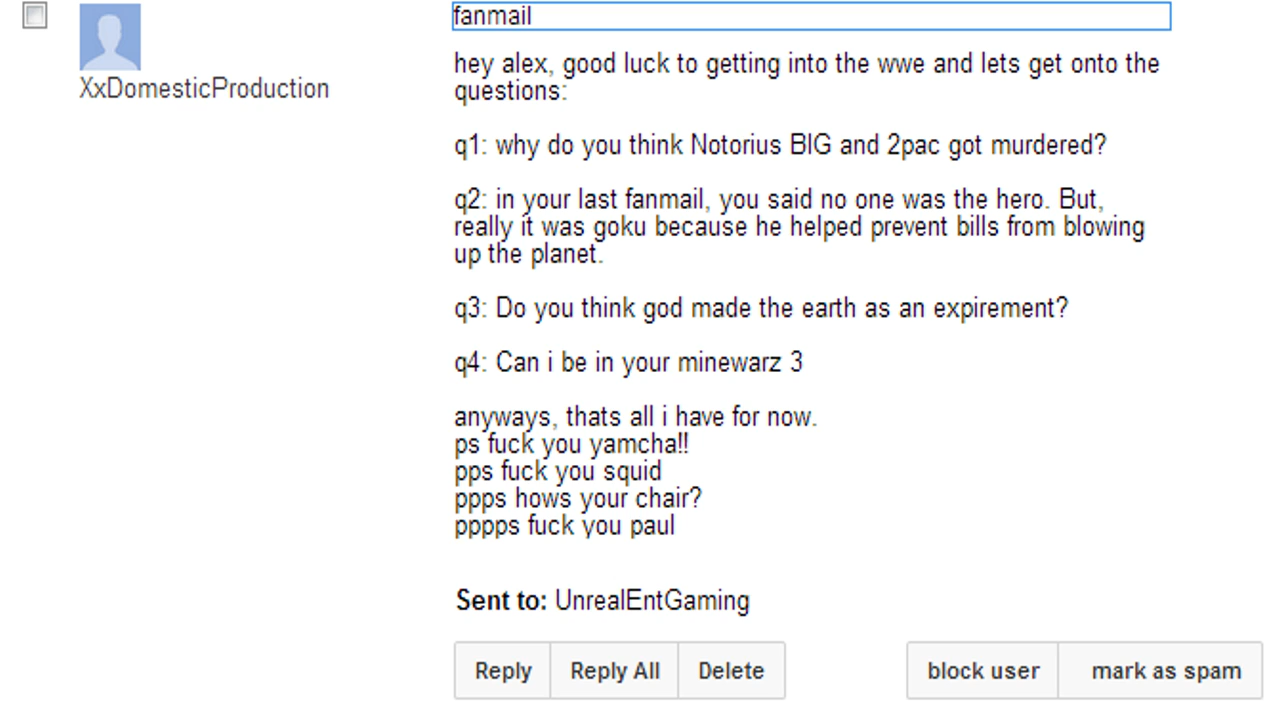 fanmail
XxDomesticProduction
hey alex, good luck to getting into the wwe and lets get onto the
questions:
q1: why do you think Notorius BIG and 2pac got murdered?
q2: in your last fanmail, you said no one was the hero. But,
really it was goku because he helped prevent bills from blowing
up the planet.
q3: Do you think god made the earth as an expirement?
q4: Can i be in your minewarz 3
anyways, thats all i have for now.
ps fuck you yamcha!!
pps fuck you squid
ppps hows your chair?
pppps fuck you paul
Sent to: UnrealEntGaming
Reply Reply All Delete block user mark as spam